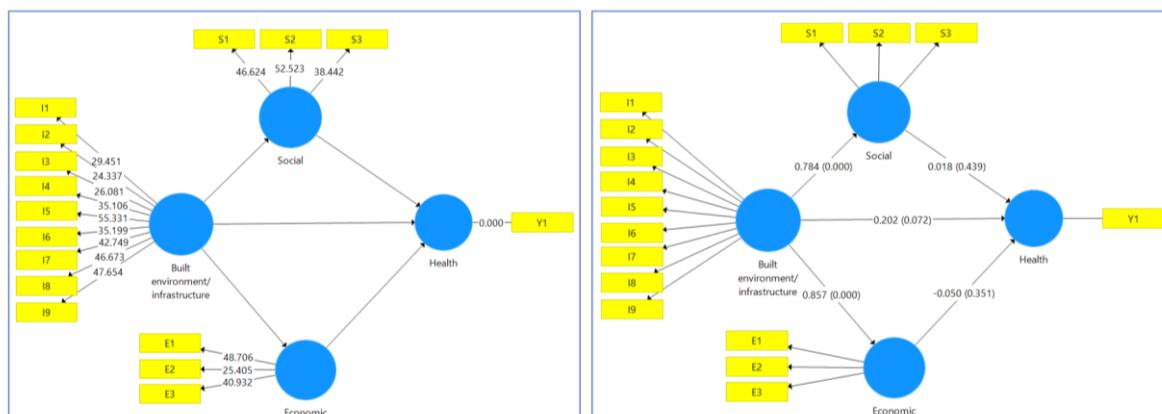 S1
S2
S3
46.624
52.523
38.442
Social
I1
I2
I3
I4
I5
I6
I7
I8
I9
29.451
24.337
26.081
35.106
55.331
35.199
42.749
46.673
47.654
Built
environment/
infrastructure
Health
0.000
Y1
E1
E2
E3
48.706
25.405
40.932
Economic
S1
S2
S3
Social
I1
I2
I3
I4
I5
I6
I7
I8
I9
0.784 (0.000)
0.018 (0.439)
0.202 (0.072)
Built
environment/
infrastructure
Health
Y1
0.857 (0.000)
-0.050 (0.351)
E1
E2
E3
Economic